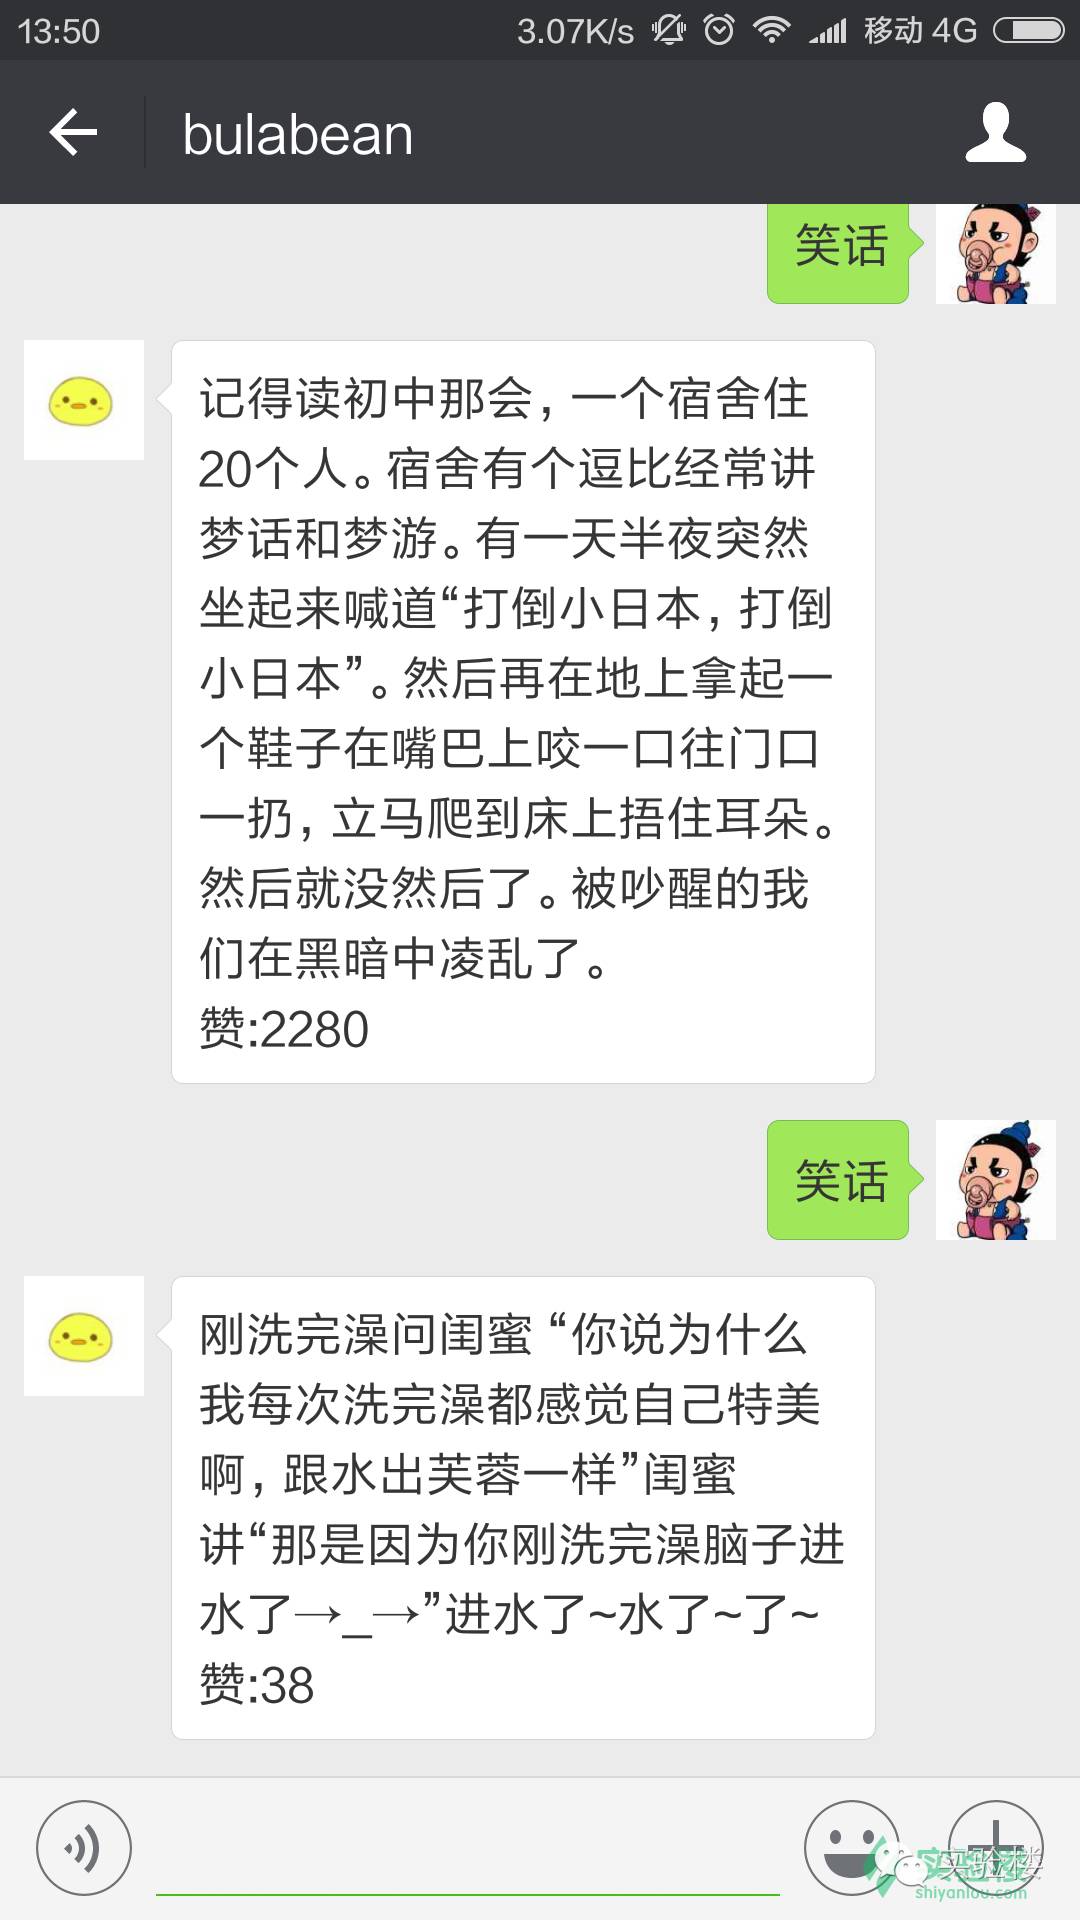 13:50
3.07K/s
移动 4G
bulabean
笑话
记得读初中那会，一个宿舍住
20个人。宿舍有个逗比经常讲
梦话和梦游。有一天半夜突然
坐起来喊道“打倒小日本，打倒
小日本”。然后再在地上拿起一
个鞋子在嘴巴上咬一口往门口
一扔，立马爬到床上捂住耳朵。
然后就没然后了。被吵醒的我
们在黑暗中凌乱了。
赞:2280
笑话
刚洗完澡问闺蜜 “你说为什么
我每次洗完澡都感觉自己特美
啊，跟水出芙蓉一样”闺蜜
讲“那是因为你刚洗完澡脑子进
水了→_→”进水了~水了~了~
赞:38
实验楼
shiyanlou.com